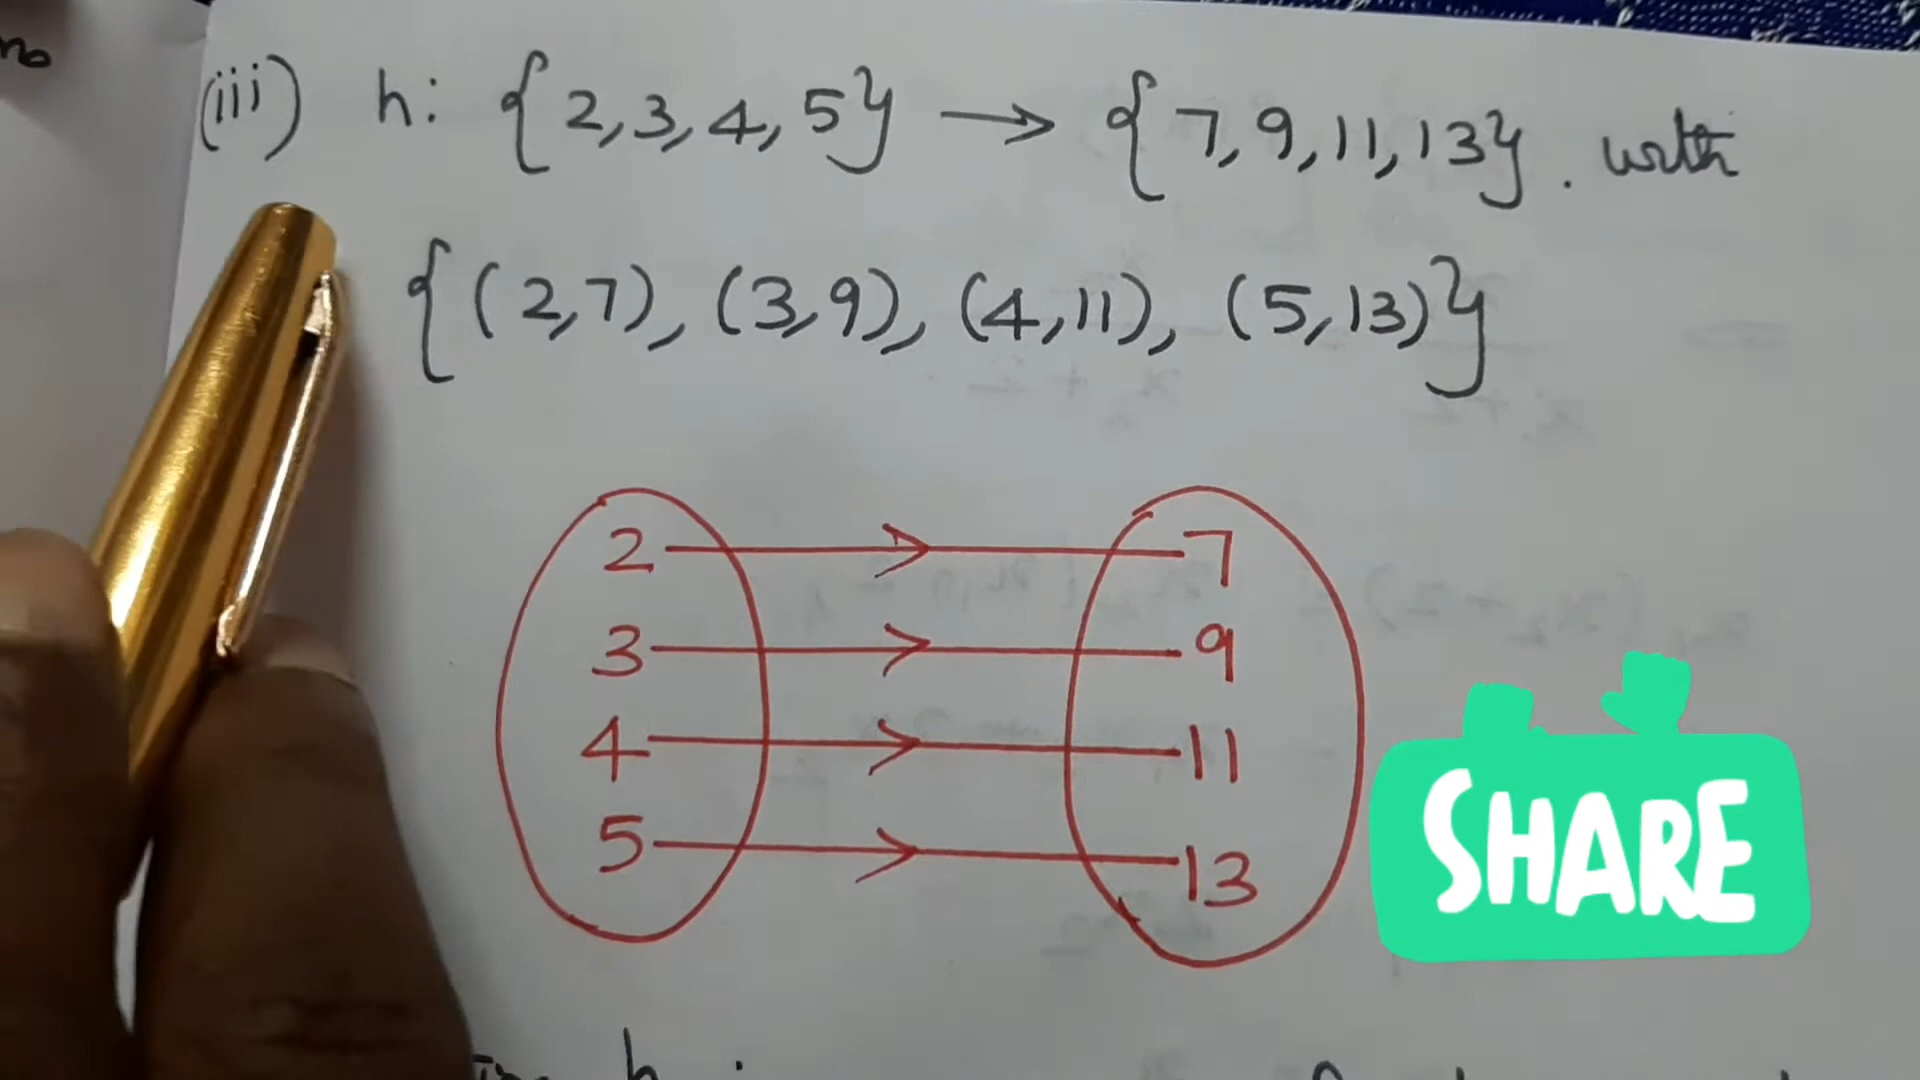 (iii) h: {2,3,4,5} → {7,9,11,13}. with
{(2,7), (3,9), (4,11), (5,13)}
2 7
3 9
4 11
5 13
SHARE